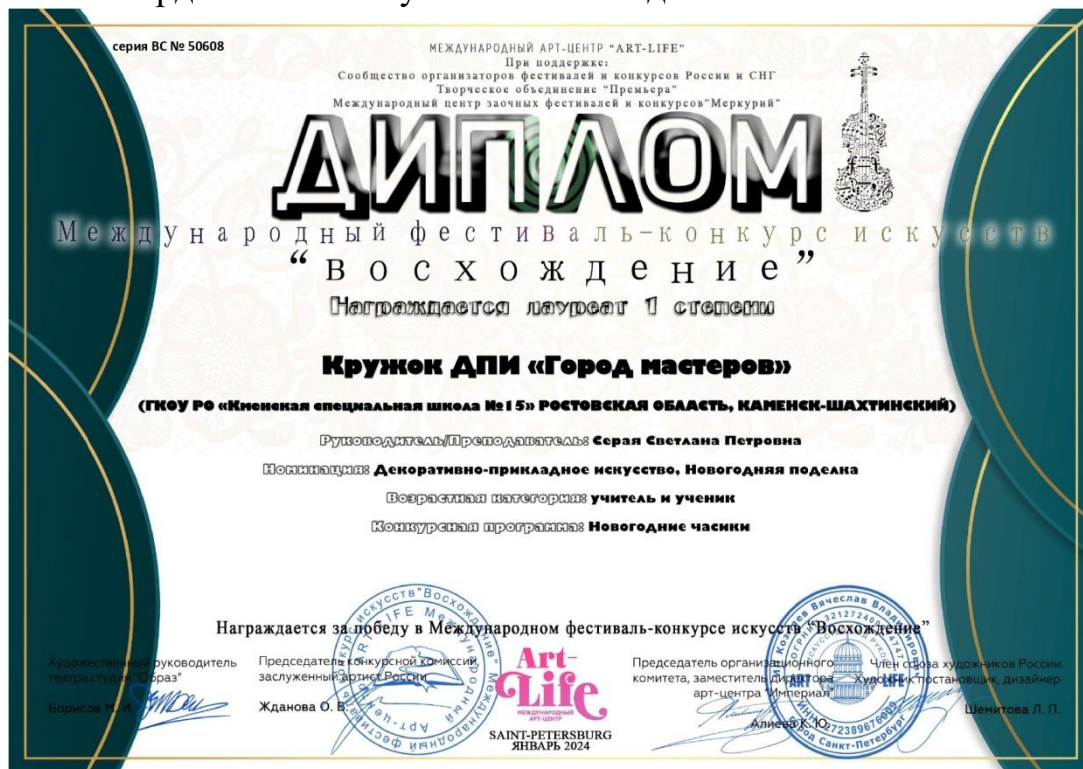 серия ВС № 50608
МЕЖДУНАРОДНЫЙ АРТ-ЦЕНТР "ART-LIFE"
При поддержке:
Сообщество организаторов фестивалей и конкурсов России и СНГ
Творческое объединение "Премьера"
Международный центр заочных фестивалей и конкурсов"Меркурий"
ДИПЛОМ
Международный фестиваль-конкурс искусств
“Восхождение”
Награждается лауреат 1 степени
Кружок ДПИ «Город мастеров»
(ГКОУ РО «Кменская специальная школа №15» РОСТОВСКАЯ ОБЛАСТЬ, КАМЕНСК-ШАХТИНСКИЙ)
Руководитель/Преподаватель: Серая Светлана Петровна
Номинация: Декоративно-прикладное искусство, Новогодняя поделка
Возрастная категория: учитель и ученик
Конкурсная программа: Новогодние часики
Награждается за победу в Международном фестиваль-конкурсе искусств “Восхождение”
Художественный руководитель
театра студии "Образ"
Борисов М. И.
Председатель конкурсной комиссии,
заслуженный артист России
Жданова О. В.
Art-
Life
МЕЖДУНАРОДНЫЙ
АРТ-ЦЕНТР
SAINT-PETERSBURG
ЯНВАРЬ 2024
Председатель организационного
комитета, заместитель директора
арт-центра "Империал"
Алиева К.Ю.
Член союза художников России.
Художник постановщик, дизайнер
Шемитова Л. П.